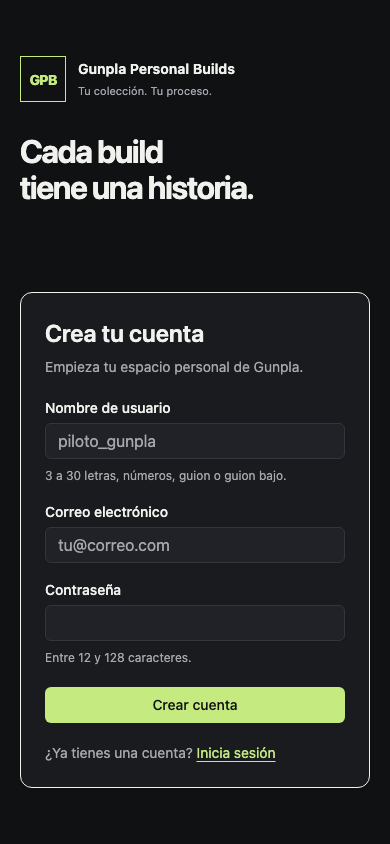 GPB
Gunpla Personal Builds
Tu colección. Tu proceso.
Cada build
tiene una historia.
Crea tu cuenta
Empieza tu espacio personal de Gunpla.
Nombre de usuario
piloto_gunpla
3 a 30 letras, números, guion o guion bajo.
Correo electrónico
tu@correo.com
Contraseña
Entre 12 y 128 caracteres.
Crear cuenta
¿Ya tienes una cuenta? Inicia sesión